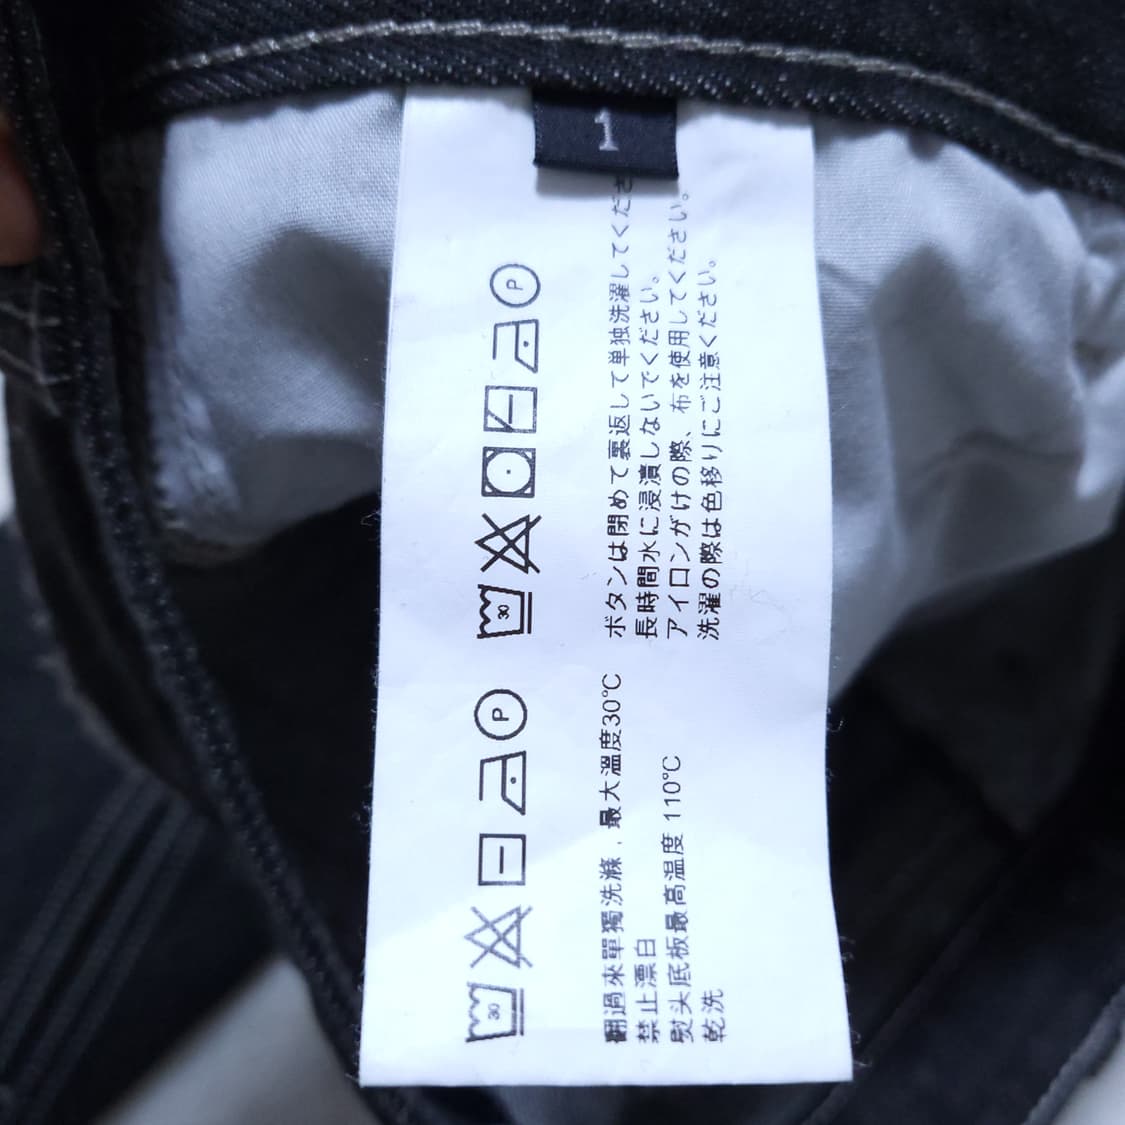 1
ボタンは閉めて裏返して単独洗濯してくださ
長時間水に浸漬しないでください。
アイロンがけの際、布を使用してください。
洗濯の際は色移りにご注意ください。
P
30
翻過來單獨洗滌．最大溫度30℃
禁止漂白
熨头底板最高温度 110℃
乾洗
P
30